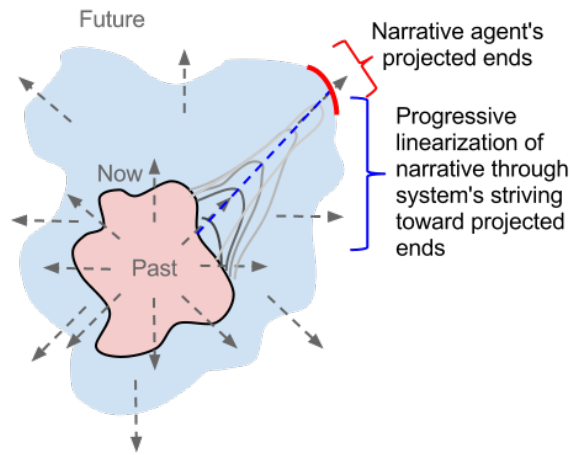 Future
Narrative agent's
projected ends
Progressive
linearization of
narrative through
system's striving
toward projected
ends
Now
Past